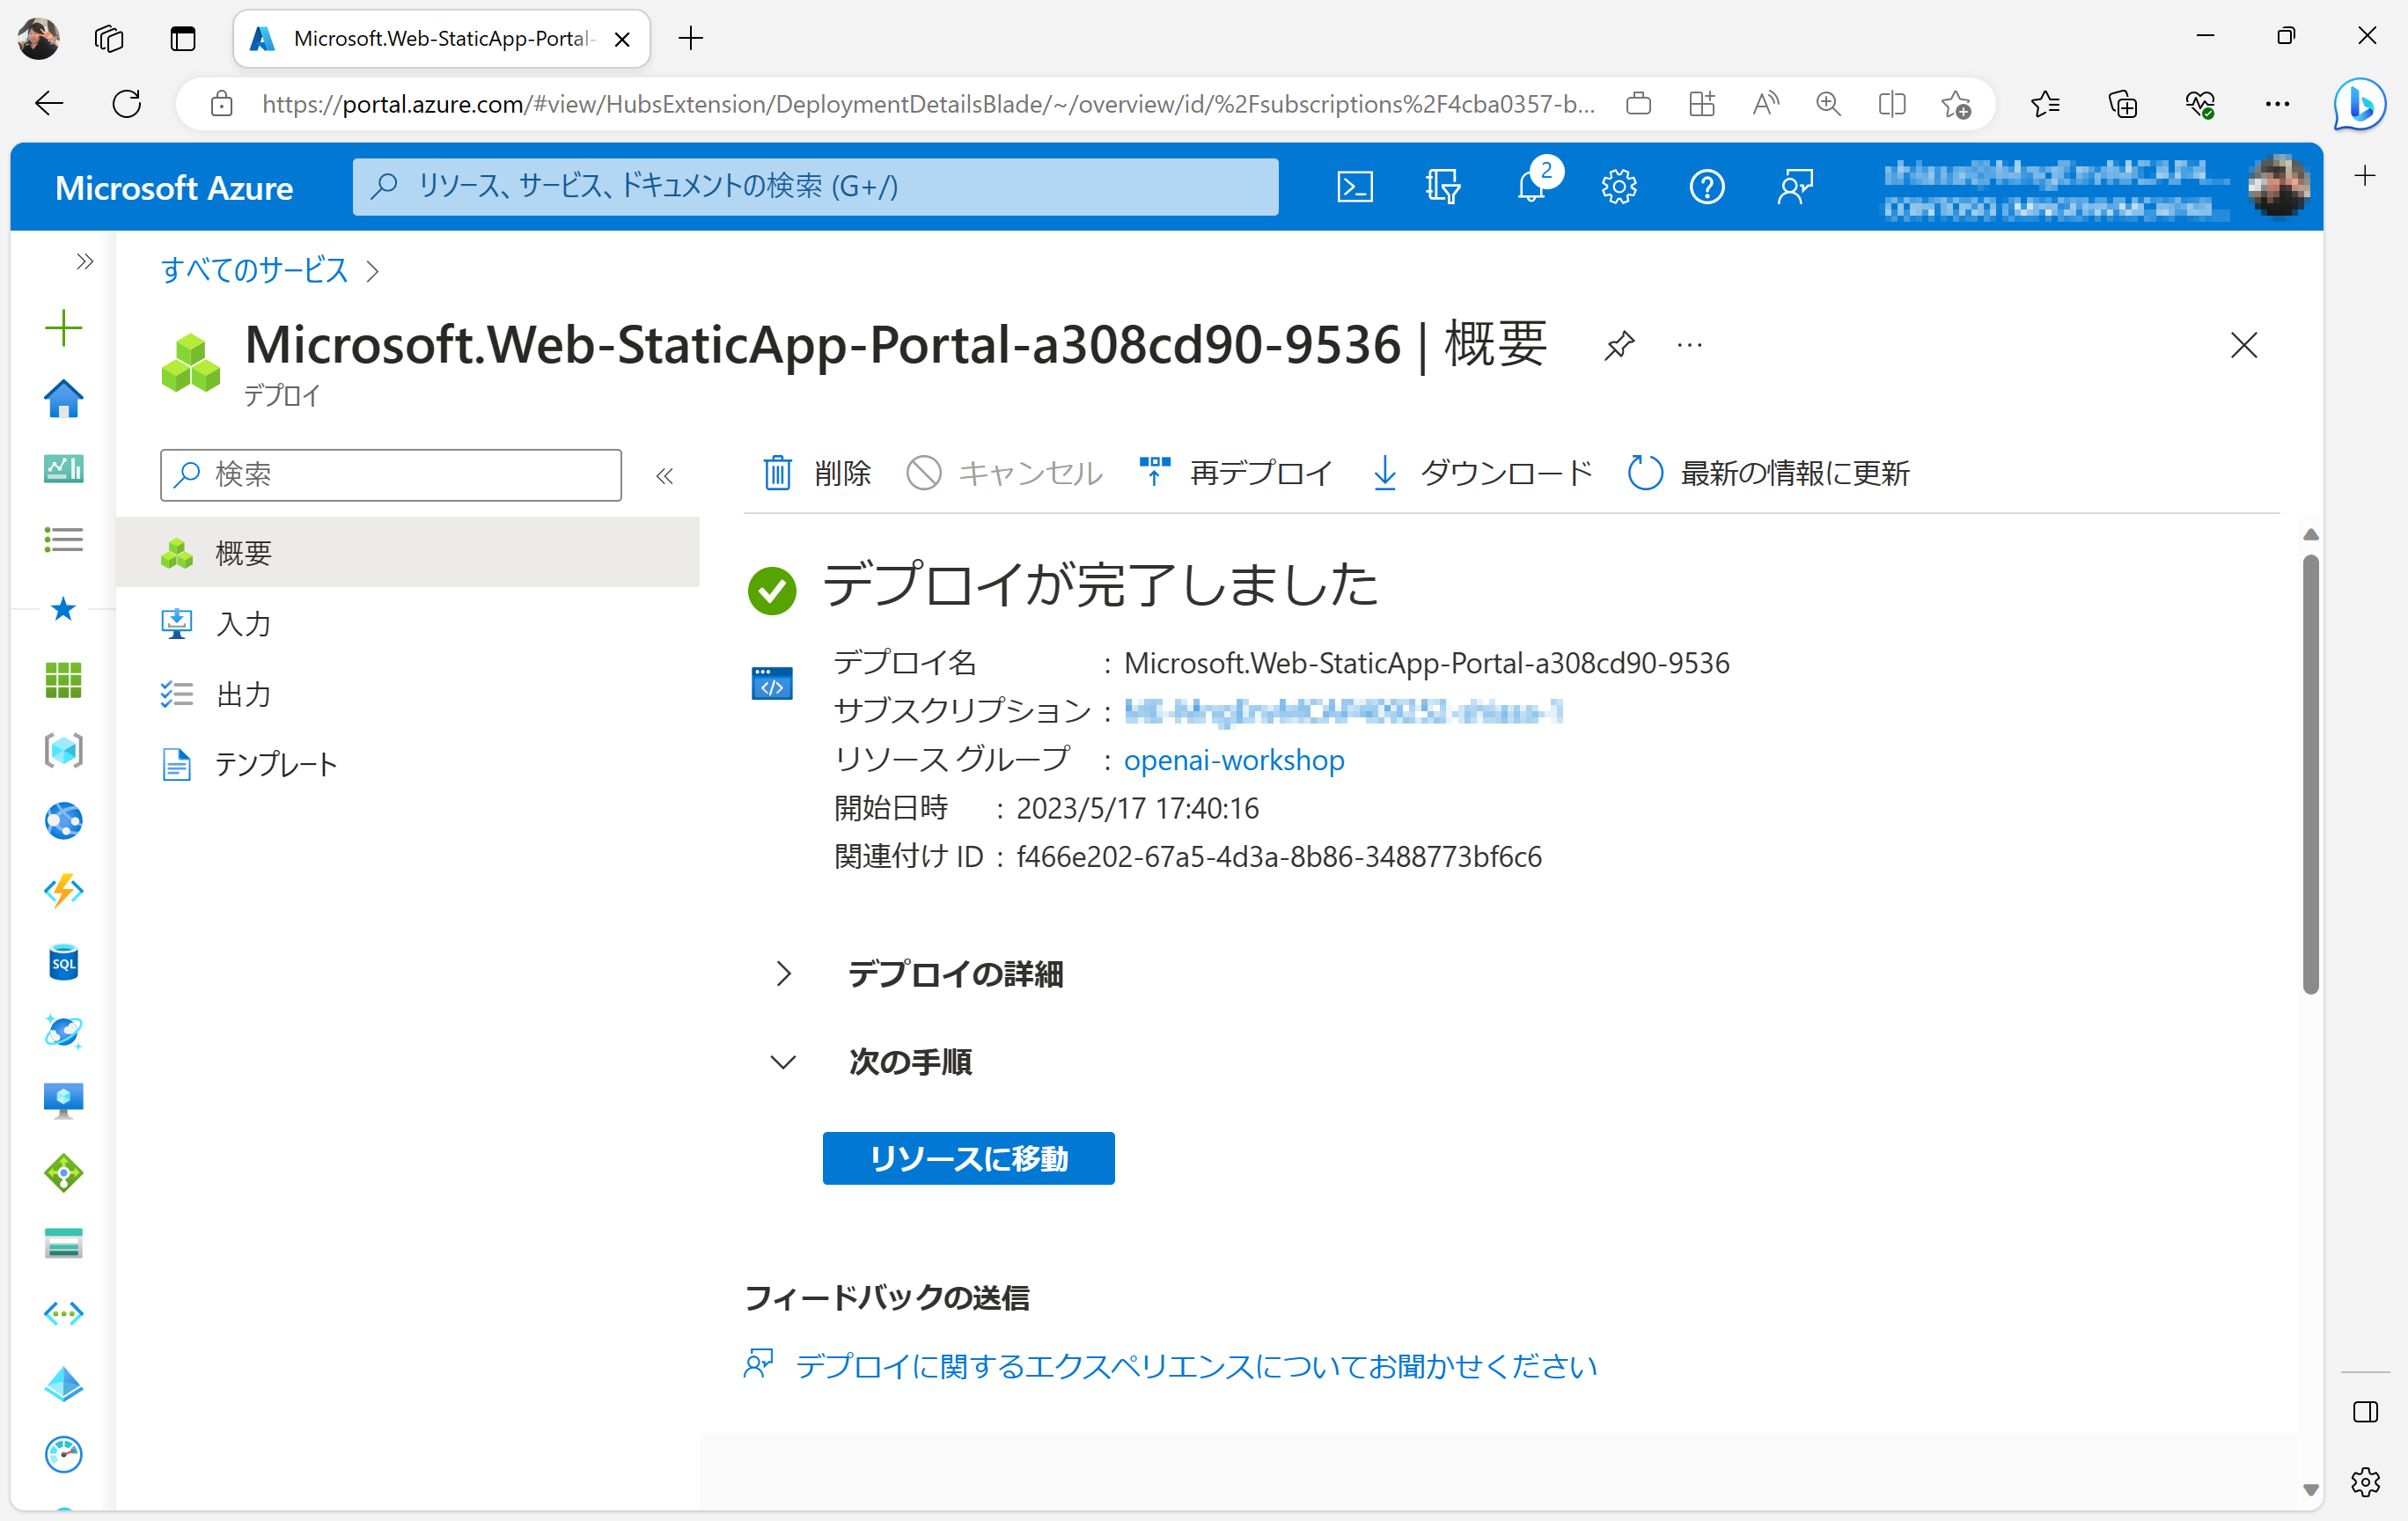 Microsoft.Web-StaticApp-Portal-
https://portal.azure.com/#view/HubsExtension/DeploymentDetailsBlade/~/overview/id/%2Fsubscriptions%2F4cba0357-b...
Microsoft Azure
リソース、サービス、ドキュメントの検索 (G+/)
2
すべてのサービス
Microsoft.Web-StaticApp-Portal-a308cd90-9536 | 概要
デプロイ
検索
削除
キャンセル
再デプロイ
ダウンロード
最新の情報に更新
概要
入力
出力
テンプレート
デプロイが完了しました
デプロイ名 : Microsoft.Web-StaticApp-Portal-a308cd90-9536
サブスクリプション :
リソース グループ : openai-workshop
開始日時 : 2023/5/17 17:40:16
関連付け ID : f466e202-67a5-4d3a-8b86-3488773bf6c6
SQL
デプロイの詳細
次の手順
リソースに移動
フィードバックの送信
デプロイに関するエクスペリエンスについてお聞かせください